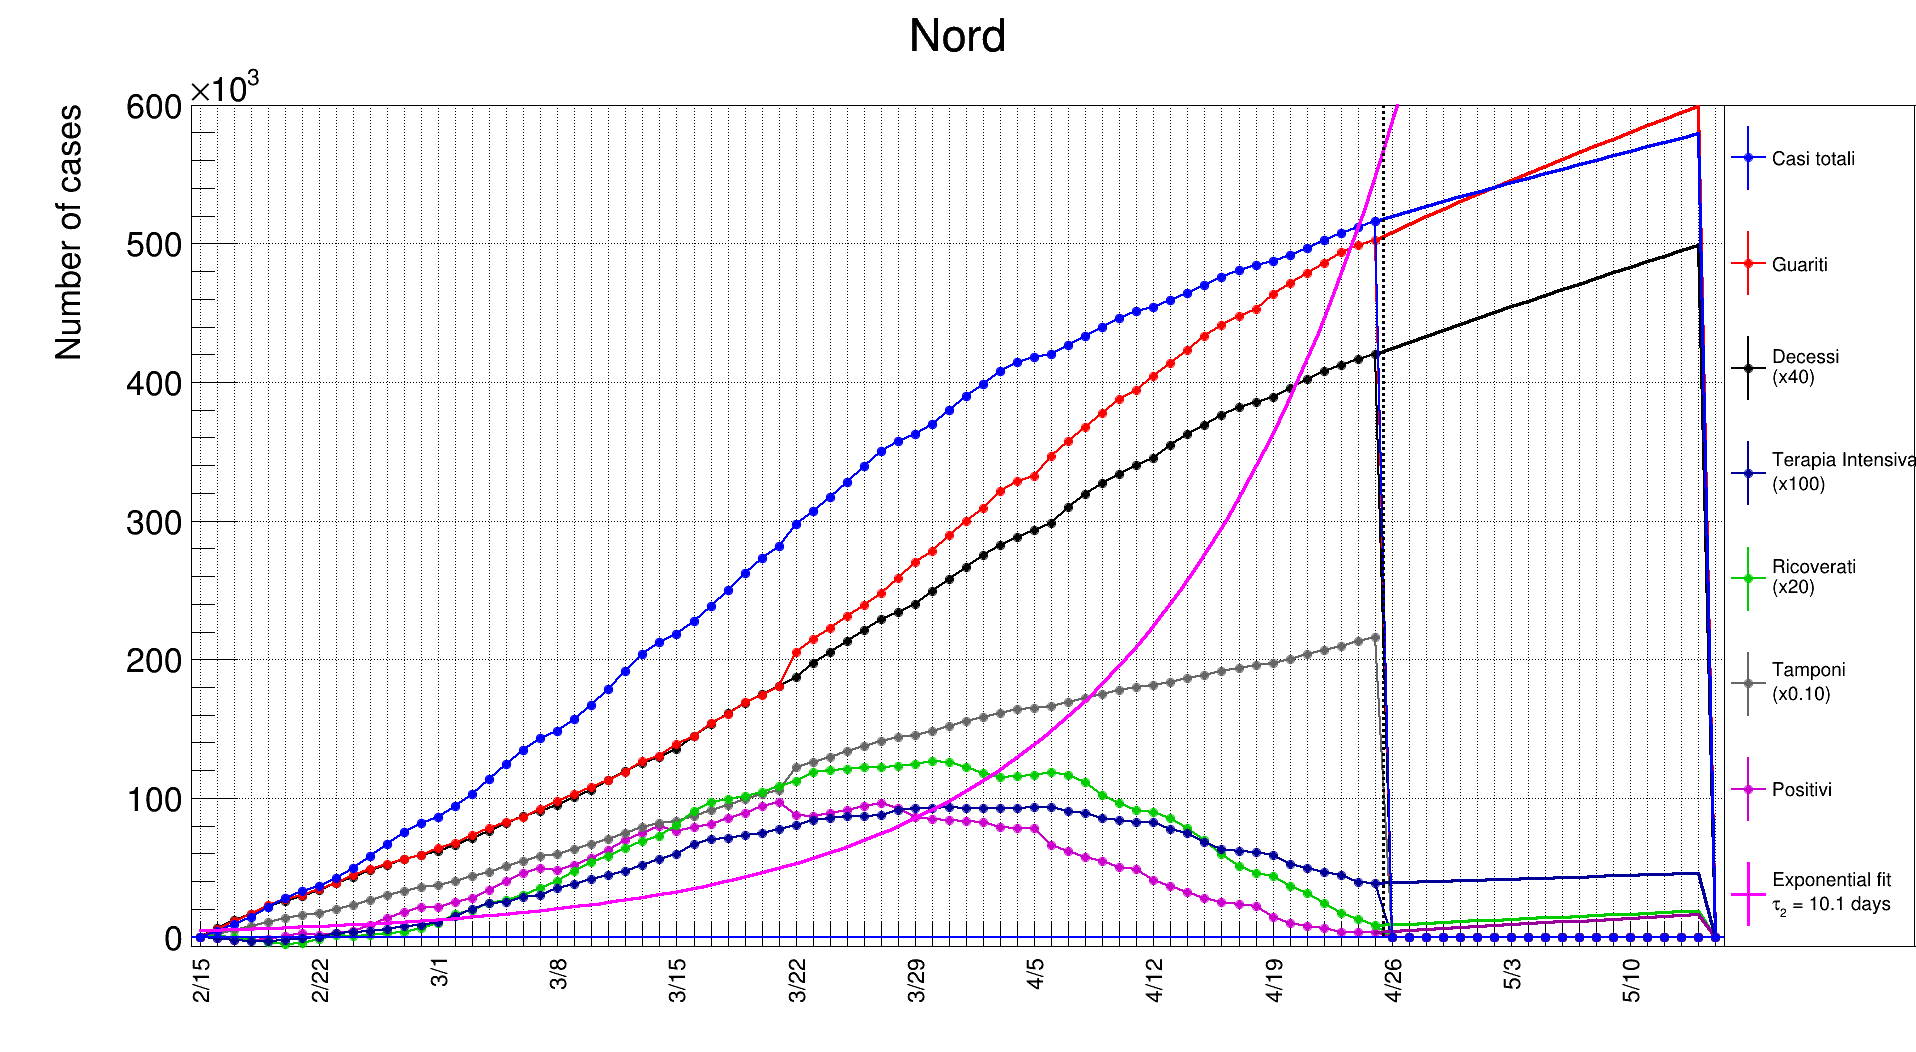 Nord
×10³
Number of cases
600
500
400
300
200
100
0
2/15
2/22
3/1
3/8
3/15
3/22
3/29
4/5
4/12
4/19
4/26
5/3
5/10
Casi totali
Guariti
Decessi
(x40)
Terapia Intensiva
(x100)
Ricoverati
(x20)
Tamponi
(x0.10)
Positivi
Exponential fit
τ₂ = 10.1 days